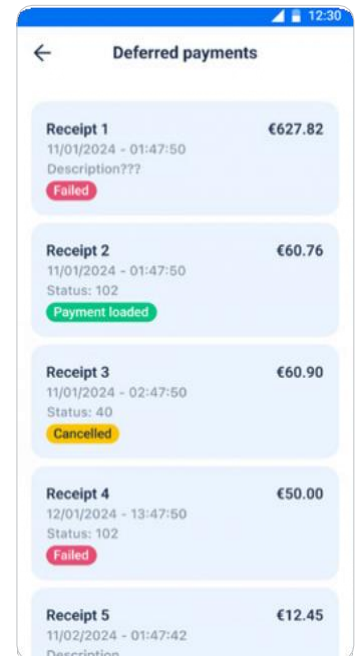 12:30
Deferred payments
Receipt 1 €627.82
11/01/2024 - 01:47:50
Description???
Failed
Receipt 2 €60.76
11/01/2024 - 01:47:50
Status: 102
Payment loaded
Receipt 3 €60.90
11/01/2024 - 02:47:50
Status: 40
Cancelled
Receipt 4 €50.00
12/01/2024 - 13:47:50
Status: 102
Failed
Receipt 5 €12.45
11/02/2024 - 01:47:42
Description